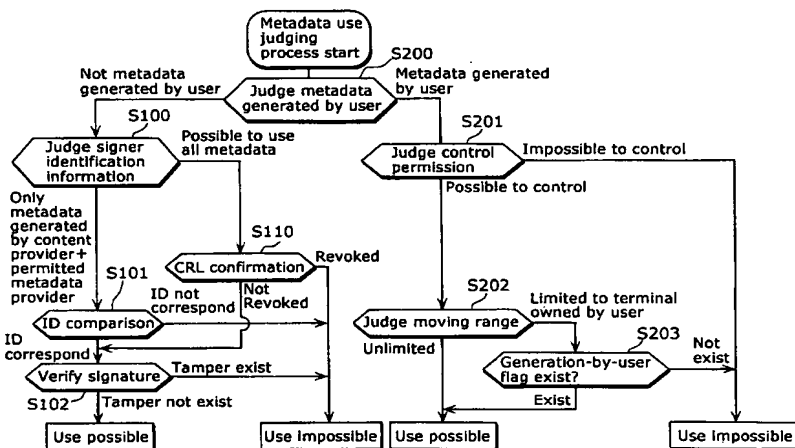 Metadata use
judging
process start
S200
Not metadata
generated by user
Judge metadata
generated by user
Metadata generated
by user
S100
Judge signer
identification
information
Possible to use
all metadata
S201
Judge control
permission
Impossible to control
Possible to control
Only
metadata
generated
by content
provider+
permitted
metadata
provider
S110
CRL confirmation
Revoked
Not
Revoked
S101
ID not
correspond
ID comparison
ID
correspond
S202
Judge moving range
Limited to terminal
owned by user
Unlimited
S203
Generation-by-user
flag exist?
Not
exist
Exist
Verify signature
Tamper exist
S102
Tamper not exist
Use possible
Use impossible
Use possible
Use impossible